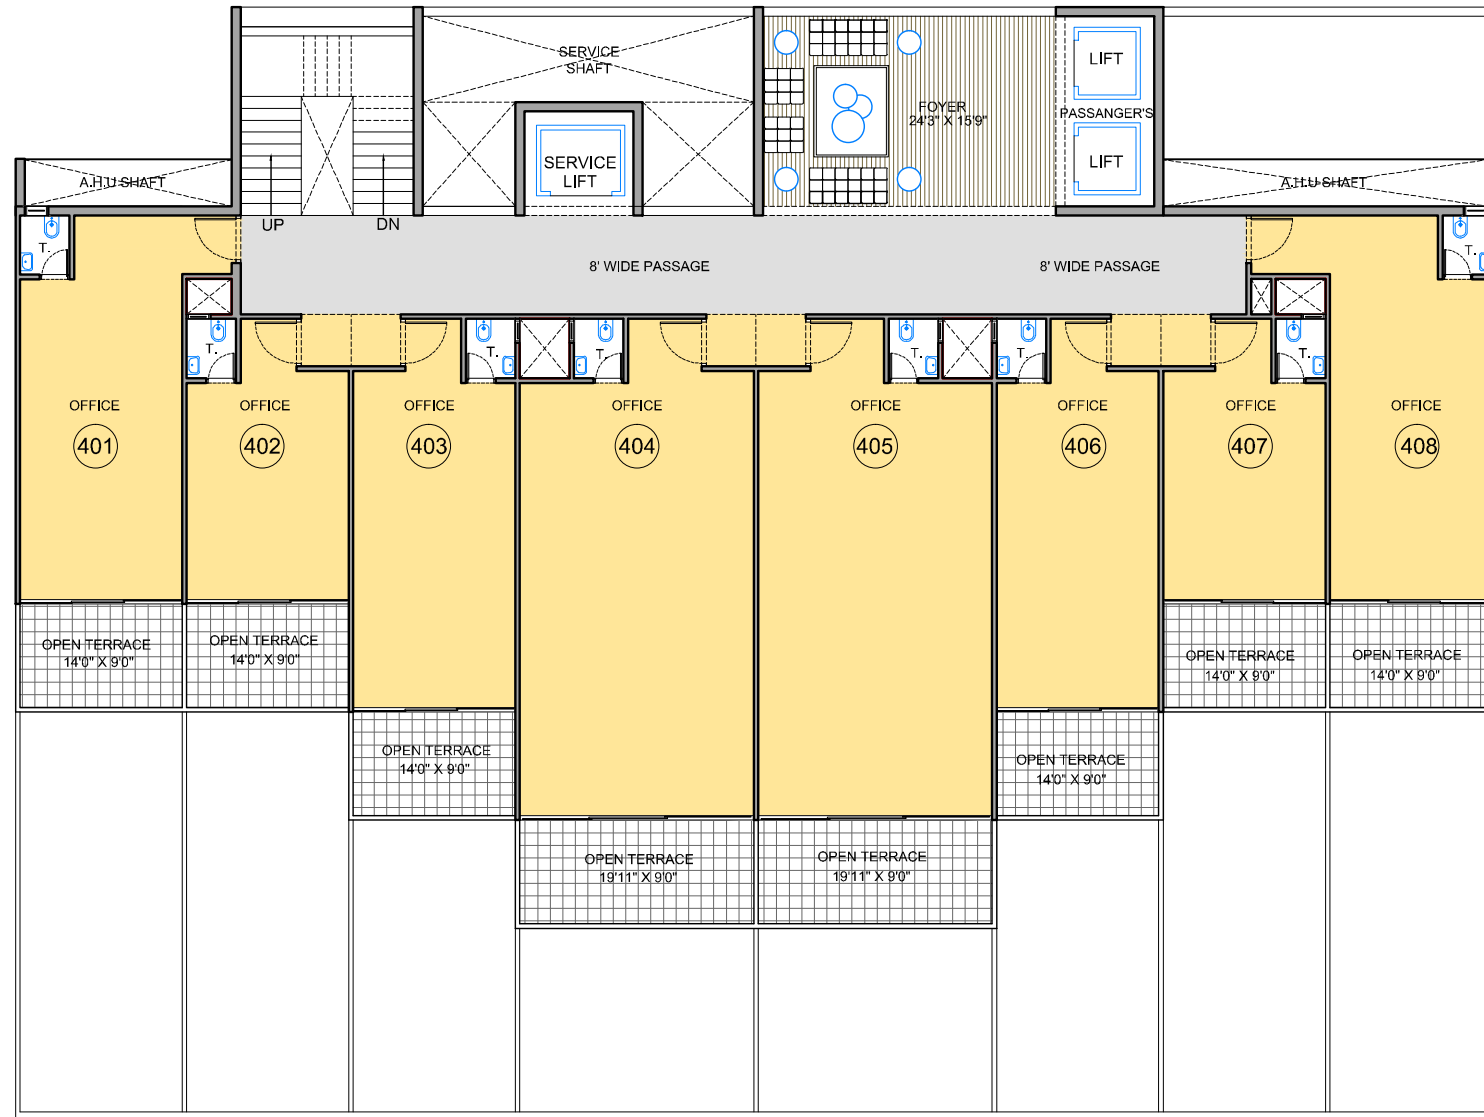 SERVICE
SHAFT
LIFT
FOYER
24'3" X 15'9"
PASSANGER'S
SERVICE
LIFT
LIFT
A.H.U SHAFT
A.H.U SHAFT
UP
DN
T.
T.
8' WIDE PASSAGE
8' WIDE PASSAGE
T.
T.
T.
T.
T.
T.
OFFICE
401
OFFICE
402
OFFICE
403
OFFICE
404
OFFICE
405
OFFICE
406
OFFICE
407
OFFICE
408
OPEN TERRACE
14'0" X 9'0"
OPEN TERRACE
14'0" X 9'0"
OPEN TERRACE
14'0" X 9'0"
OPEN TERRACE
14'0" X 9'0"
OPEN TERRACE
14'0" X 9'0"
OPEN TERRACE
14'0" X 9'0"
OPEN TERRACE
19'11" X 9'0"
OPEN TERRACE
19'11" X 9'0"